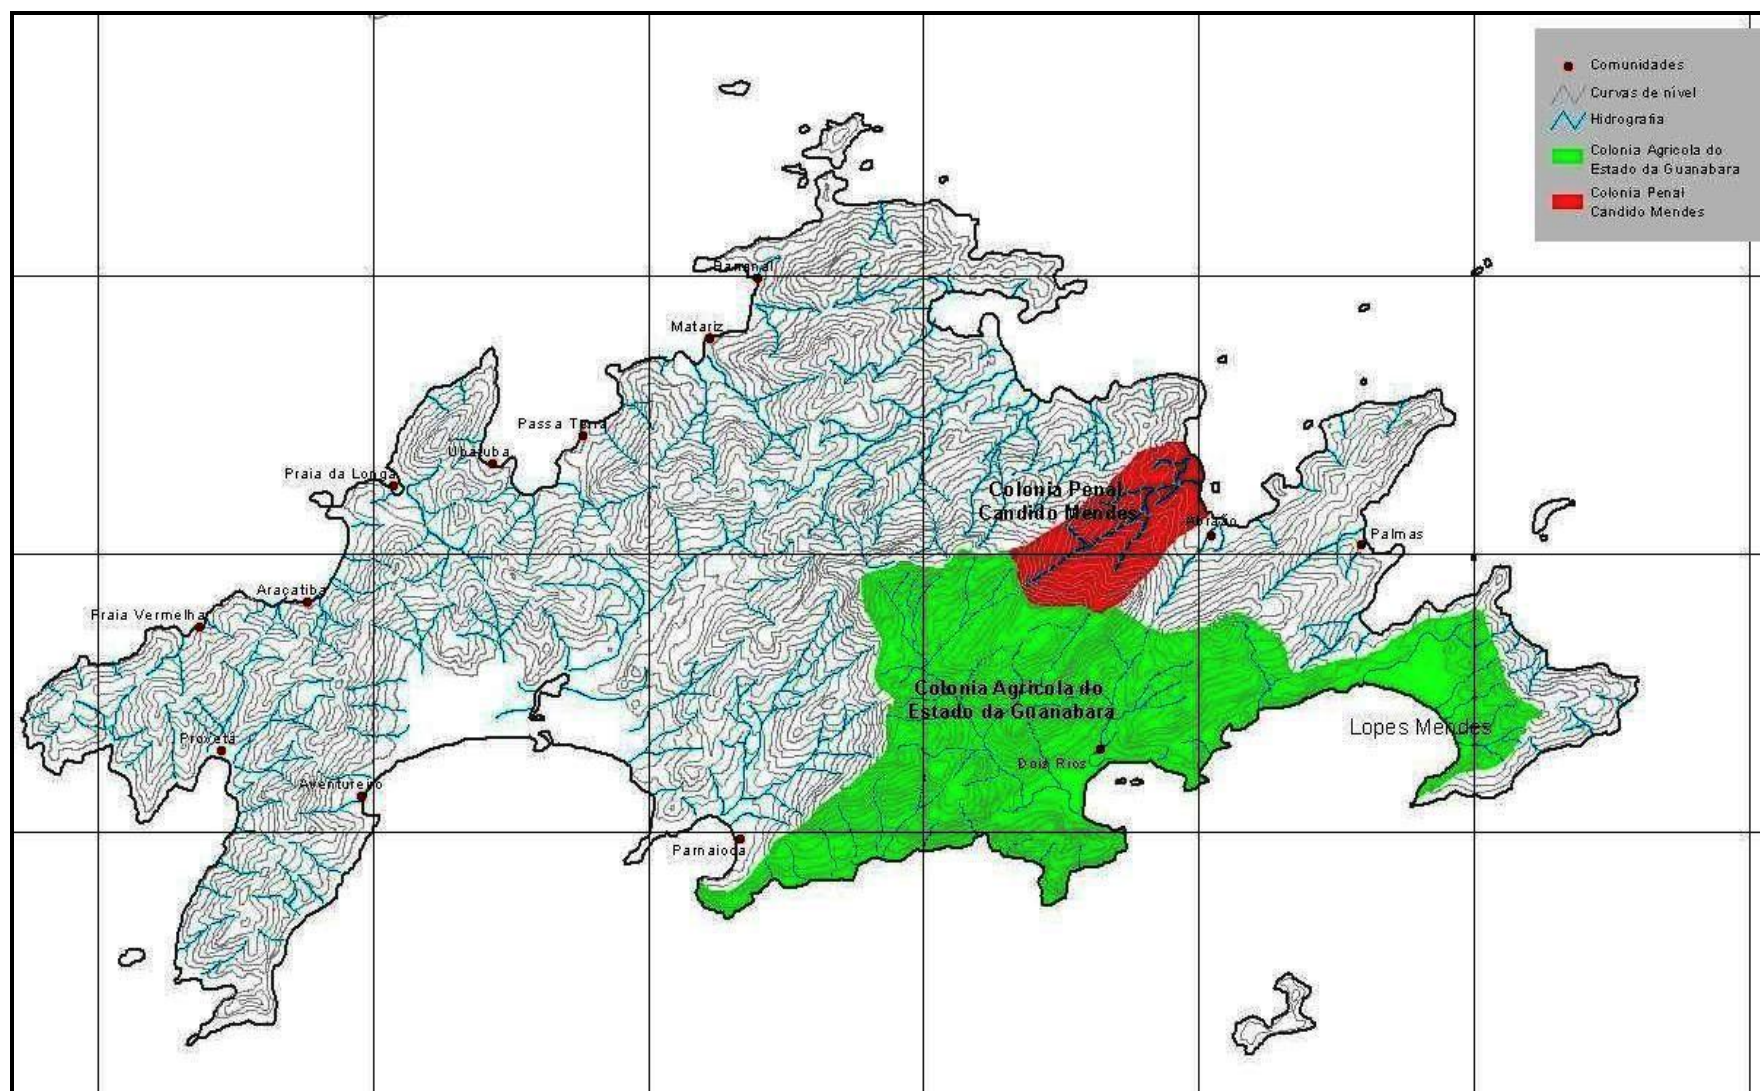 Comunidades
Curvas de nível
Hidrografia
Colonia Agricola do
Estado da Guanabara
Colonia Penal
Candido Mendes
Bananal
Matariz
Passa Terra
Ubatuba
Praia da Longa
Colonia Penal
Candido Mendes
Abraão
Palmas
Araçatiba
Praia Vermelha
Colonia Agricola do
Estado da Guanabara
Lopes Mendes
Provetá
Dois Rios
Aventureiro
Parnaioca